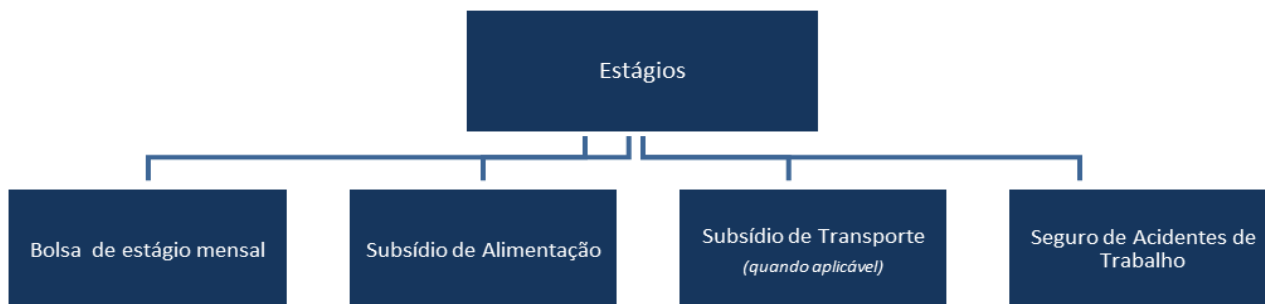 Estágios
Bolsa de estágio mensal
Subsídio de Alimentação
Subsídio de Transporte
(quando aplicável)
Seguro de Acidentes de
Trabalho